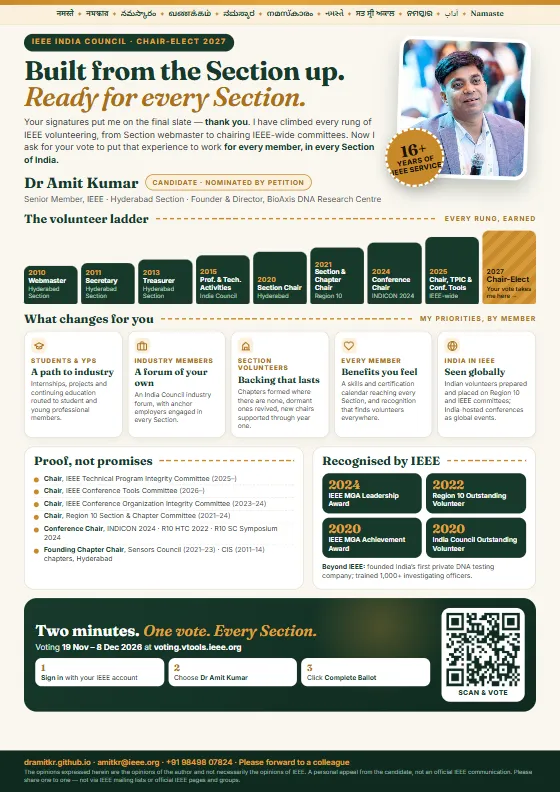 नमस्ते ✦ नमस्कार ✦ నమస్కారం ✦ வணக்கம் ✦ ನಮಸ್ಕಾರ ✦ നമസ്കാരം ✦ નમસ્તે ✦ ਸਤ ਸ੍ਰੀ ਅਕਾਲ ✦ ନମସ୍କାର ✦ آداب ✦ Namaste
IEEE INDIA COUNCIL · CHAIR-ELECT 2027
Built from the Section up.
Ready for every Section.
Your signatures put me on the final slate — thank you. I have climbed every rung of
IEEE volunteering, from Section webmaster to chairing IEEE-wide committees. Now I
ask for your vote to put that experience to work for every member, in every Section
of India.
16+
YEARS OF
IEEE SERVICE
Dr Amit Kumar
CANDIDATE · NOMINATED BY PETITION
Senior Member, IEEE · Hyderabad Section · Founder & Director, BioAxis DNA Research Centre
The volunteer ladder
EVERY RUNG, EARNED
2010
Webmaster
Hyderabad
Section
2011
Secretary
Hyderabad
Section
2013
Treasurer
Hyderabad
Section
2015
Prof. & Tech.
Activities
India Council
2020
Section Chair
Hyderabad
2021
Section &
Chapter
Chair
Region 10
2024
Conference
Chair
INDICON 2024
2025
Chair, TPIC &
Conf. Tools
IEEE-wide
2027
Chair-Elect
Your vote takes
me here →
What changes for you
MY PRIORITIES, BY MEMBER
STUDENTS & YPS
A path to industry
Internships, projects and
continuing education
routed to student and
young professional
members.
INDUSTRY MEMBERS
A forum of your
own
An India Council industry
forum, with anchor
employers engaged in
every Section.
SECTION
VOLUNTEERS
Backing that lasts
Chapters formed where
there are none, dormant
ones revived, new chairs
supported through year
one.
EVERY MEMBER
Benefits you feel
A skills and certification
calendar reaching every
Section, and recognition
that finds volunteers
everywhere.
INDIA IN IEEE
Seen globally
Indian volunteers prepared
and placed on Region 10
and IEEE committees;
India-hosted conferences
as global events.
Proof, not promises
Chair, IEEE Technical Program Integrity Committee (2025–)
Chair, IEEE Conference Tools Committee (2026–)
Chair, IEEE Conference Organization Integrity Committee (2023–24)
Chair, Region 10 Section & Chapter Committee (2021–24)
Conference Chair, INDICON 2024 · R10 HTC 2022 · R10 SC Symposium
2024
Founding Chapter Chair, Sensors Council (2021–23) · CIS (2011–14)
chapters, Hyderabad
Recognised by IEEE
2024
IEEE MGA Leadership
Award
2022
Region 10 Outstanding
Volunteer
2020
IEEE MGA Achievement
Award
2020
India Council Outstanding
Volunteer
Beyond IEEE: founded India's first private DNA testing
company; trained 1,000+ investigating officers.
Two minutes. One vote. Every Section.
Voting 19 Nov – 8 Dec 2026 at voting.vtools.ieee.org
1
Sign in with your IEEE account
2
Choose Dr Amit Kumar
3
Click Complete Ballot
SCAN & VOTE
dramitkr.github.io · amitkr@ieee.org · +91 98498 07824 · Please forward to a colleague
The opinions expressed herein are the opinions of the author and not necessarily the opinions of IEEE. A personal appeal from the candidate, not an official IEEE communication. Please
share one to one — not via IEEE mailing lists or official IEEE pages and groups.